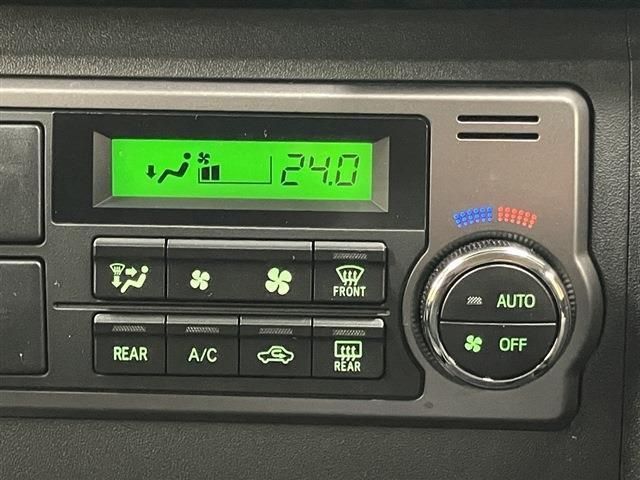 24.0
FRONT
AUTO
REAR A/C
REAR
OFF